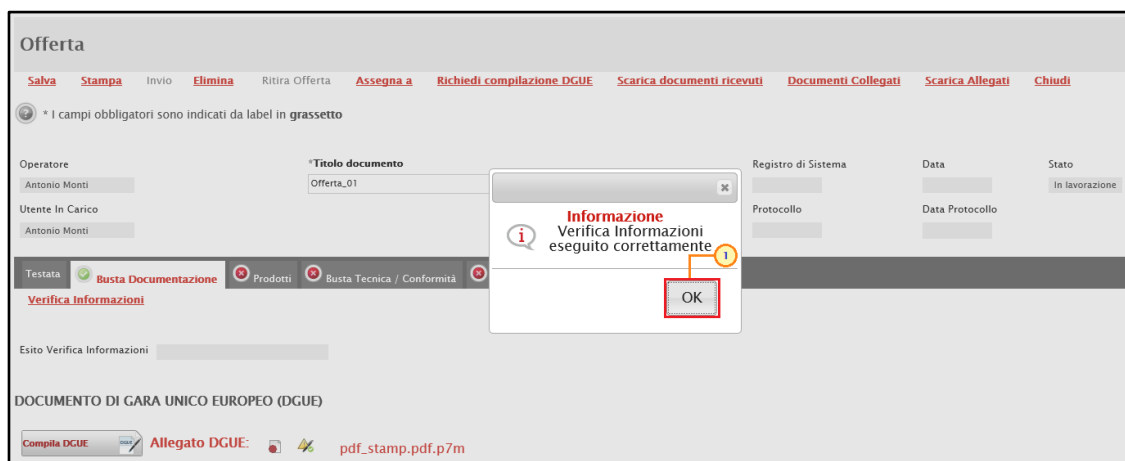 Offerta
Salva Stampa Invio Elimina Ritira Offerta Assegna a Richiedi compilazione DGUE Scarica documenti ricevuti Documenti Collegati Scarica Allegati Chiudi
* I campi obbligatori sono indicati da label in grassetto
Operatore *Titolo documento Registro di Sistema Data Stato
Antonio Monti Offerta_01 In lavorazione
Utente In Carico Protocollo Data Protocollo
Antonio Monti
Informazione
Verifica Informazioni
eseguito correttamente
1
OK
Testata Busta Documentazione Prodotti Busta Tecnica / Conformità
Verifica Informazioni
Esito Verifica Informazioni
DOCUMENTO DI GARA UNICO EUROPEO (DGUE)
Compila DGUE Allegato DGUE: pdf_stamp.pdf.p7m